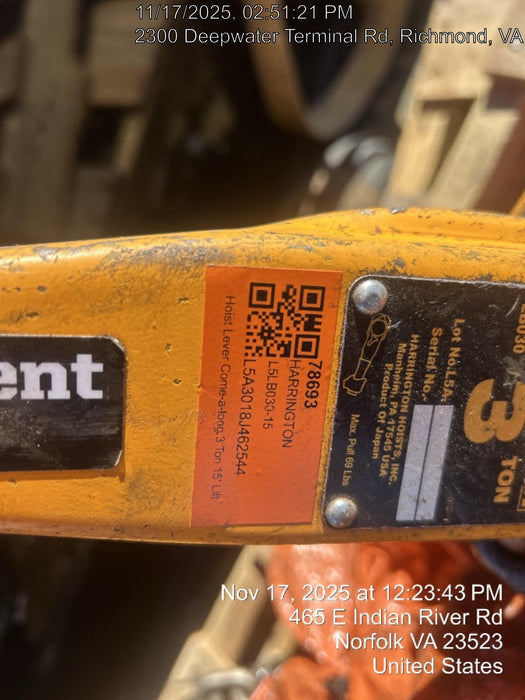 11/17/2025, 02:51:21 PM
2300 Deepwater Terminal Rd, Richmond, VA
ent
78693
HARRINGTON
L5LB030-15
L5A3018J462544
Hoist Lever Come-a-long 3 Ton 15' Lift
3 TON
Lot No. L5A
Serial No.
HARRINGTON HOISTS, INC.
Manheim, PA 17545 USA
Product Of Japan
Max. Pull 69 Lbs
Nov 17, 2025 at 12:23:43 PM
465 E Indian River Rd
Norfolk VA 23523
United States